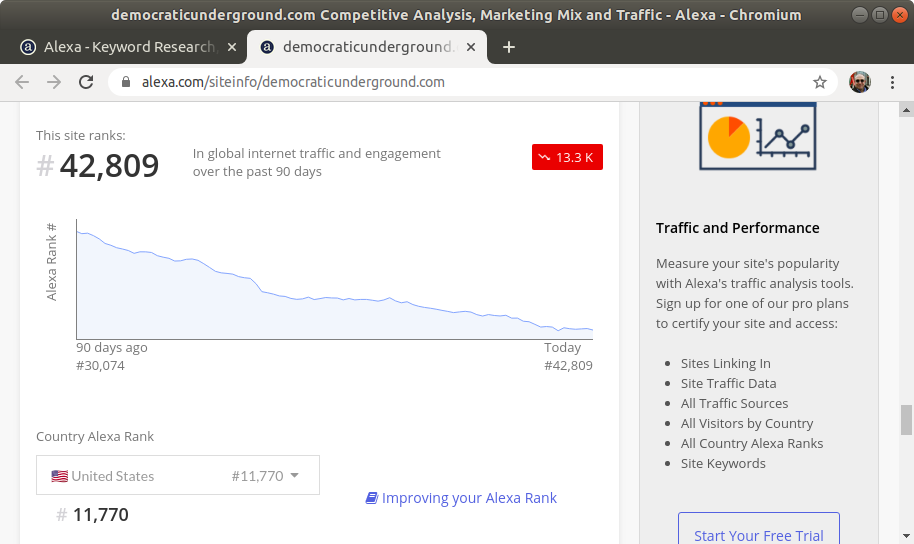 democraticunderground.com Competitive Analysis, Marketing Mix and Traffic - Alexa - Chromium
Alexa - Keyword Research,
democraticunderground.
alexa.com/siteinfo/democraticunderground.com
This site ranks:
# 42,809
In global internet traffic and engagement
over the past 90 days
13.3 K
Alexa Rank #
90 days ago
#30,074
Today
#42,809
Country Alexa Rank
United States #11,770
# 11,770
Improving your Alexa Rank
Traffic and Performance
Measure your site's popularity
with Alexa's traffic analysis tools.
Sign up for one of our pro plans
to certify your site and access:
Sites Linking In
Site Traffic Data
All Traffic Sources
All Visitors by Country
All Country Alexa Ranks
Site Keywords
Start Your Free Trial